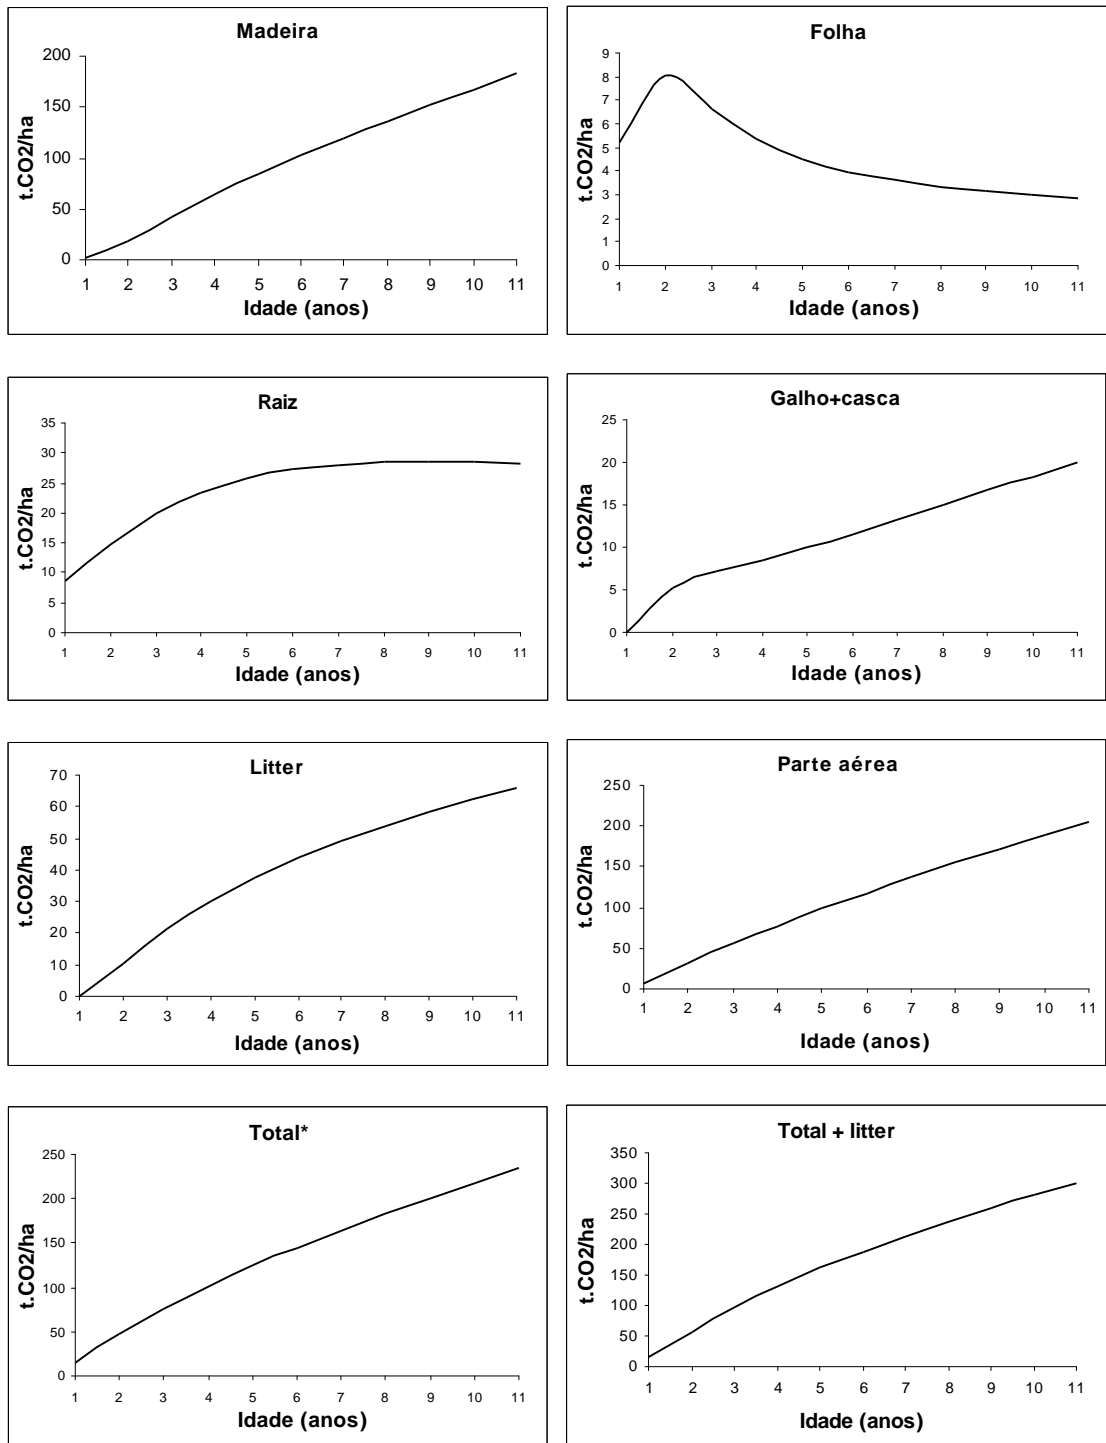 Madeira
t.CO2/ha
200
150
100
50
0
1 2 3 4 5 6 7 8 9 10 11
Idade (anos)
Folha
t.CO2/ha
9
8
7
6
5
4
3
2
1
0
1 2 3 4 5 6 7 8 9 10 11
Idade (anos)
Raiz
t.CO2/ha
35
30
25
20
15
10
5
0
1 2 3 4 5 6 7 8 9 10 11
Idade (anos)
Galho+casca
t.CO2/ha
25
20
15
10
5
0
1 2 3 4 5 6 7 8 9 10 11
Idade (anos)
Litter
t.CO2/ha
70
60
50
40
30
20
10
0
1 2 3 4 5 6 7 8 9 10 11
Idade (anos)
Parte aérea
t.CO2/ha
250
200
150
100
50
0
1 2 3 4 5 6 7 8 9 10 11
Idade (anos)
Total*
t.CO2/ha
250
200
150
100
50
0
1 2 3 4 5 6 7 8 9 10 11
Idade (anos)
Total + litter
t.CO2/ha
350
300
250
200
150
100
50
0
1 2 3 4 5 6 7 8 9 10 11
Idade (anos)